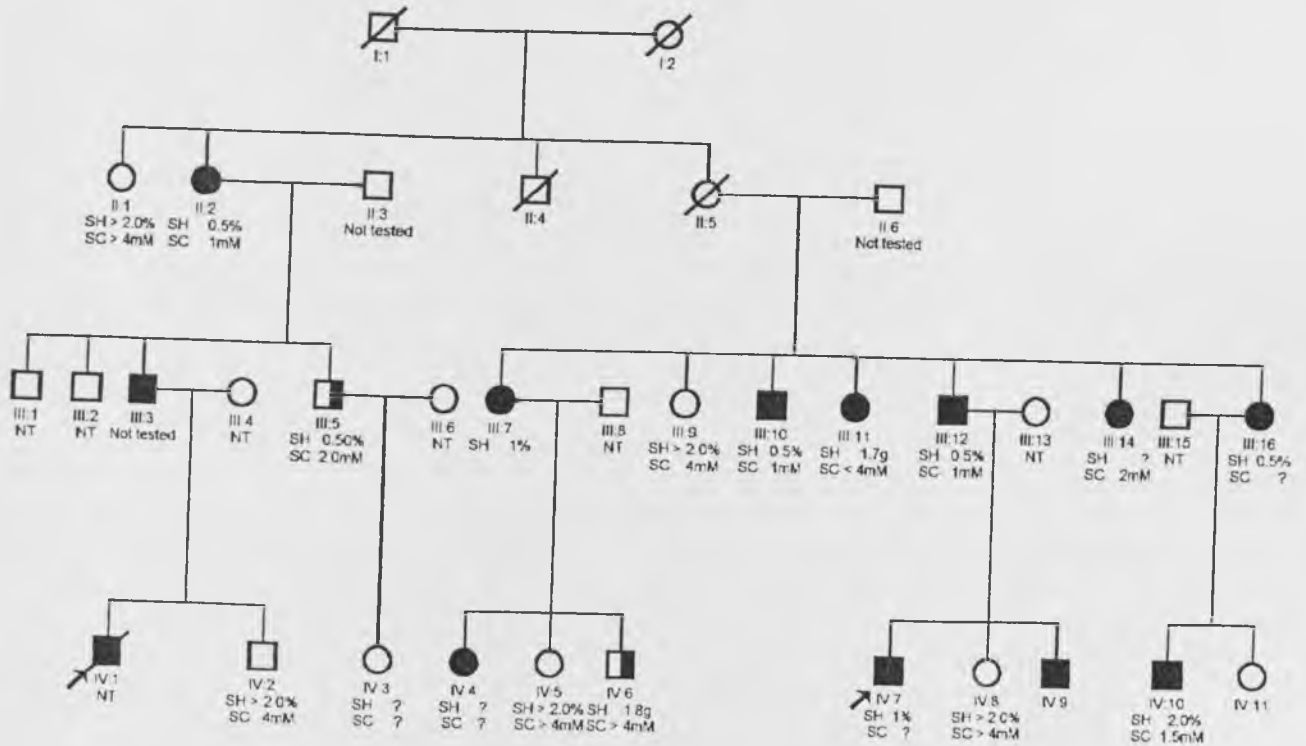 I:1
I:2
II:1
SH > 2.0%
SC > 4mM
II:2
SH 0.5%
SC 1mM
II:3
Not tested
II:4
II:5
II:6
Not tested
III:1
NT
III:2
NT
III:3
Not tested
III:4
NT
III:5
SH 0.50%
SC 2.0mM
III:6
NT
III:7
SH 1%
III:8
NT
III:9
SH > 2.0%
SC 4mM
III:10
SH 0.5%
SC 1mM
III:11
SH 1.7g
SC < 4mM
III:12
SH 0.5%
SC 1mM
III:13
NT
III:14
SH ?
SC 2mM
III:15
NT
III:16
SH 0.5%
SC ?
IV:1
NT
IV:2
SH > 2.0%
SC 4mM
IV:3
SH ?
SC ?
IV:4
SH ?
SC ?
IV:5
SH > 2.0%
SC > 4mM
IV:6
SH 1.8g
SC > 4mM
IV:7
SH 1%
SC ?
IV:8
SH > 2.0%
SC > 4mM
IV:9
IV:10
SH 2.0%
SC 1.5mM
IV:11